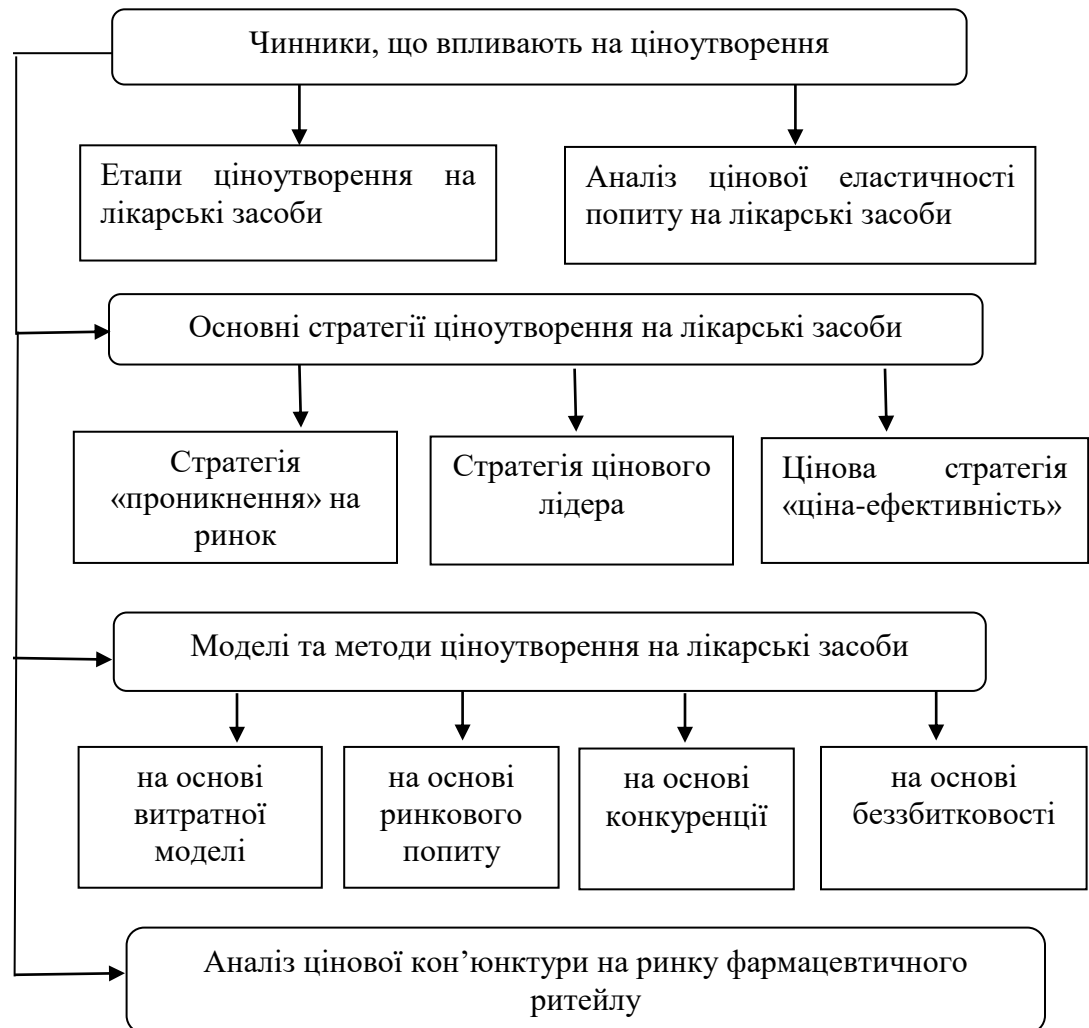 Чинники, що впливають на ціноутворення
Етапи ціноутворення на
лікарські засоби
Аналіз цінової еластичності
попиту на лікарські засоби
Основні стратегії ціноутворення на лікарські засоби
Стратегія
«проникнення» на
ринок
Стратегія цінового
лідера
Цінова стратегія
«ціна-ефективність»
Моделі та методи ціноутворення на лікарські засоби
на основі
витратної
моделі
на основі
ринкового
попиту
на основі
конкуренції
на основі
беззбитковості
Аналіз цінової кон’юнктури на ринку фармацевтичного
ритейлу